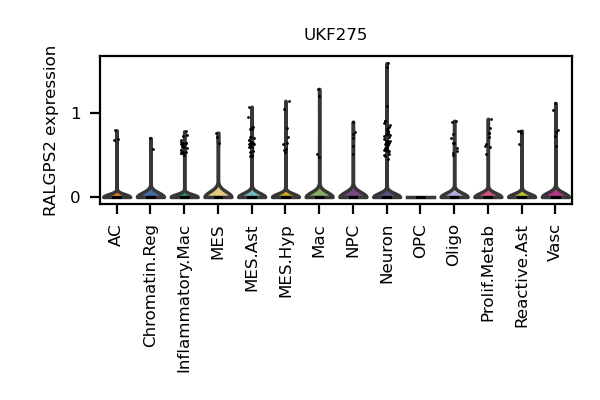 UKF275
RALGPS2 expression
1
0
AC
Chromatin.Reg
Inflammatory.Mac
MES
MES.Ast
MES.Hyp
Mac
NPC
Neuron
OPC
Oligo
Prolif.Metab
Reactive.Ast
Vasc